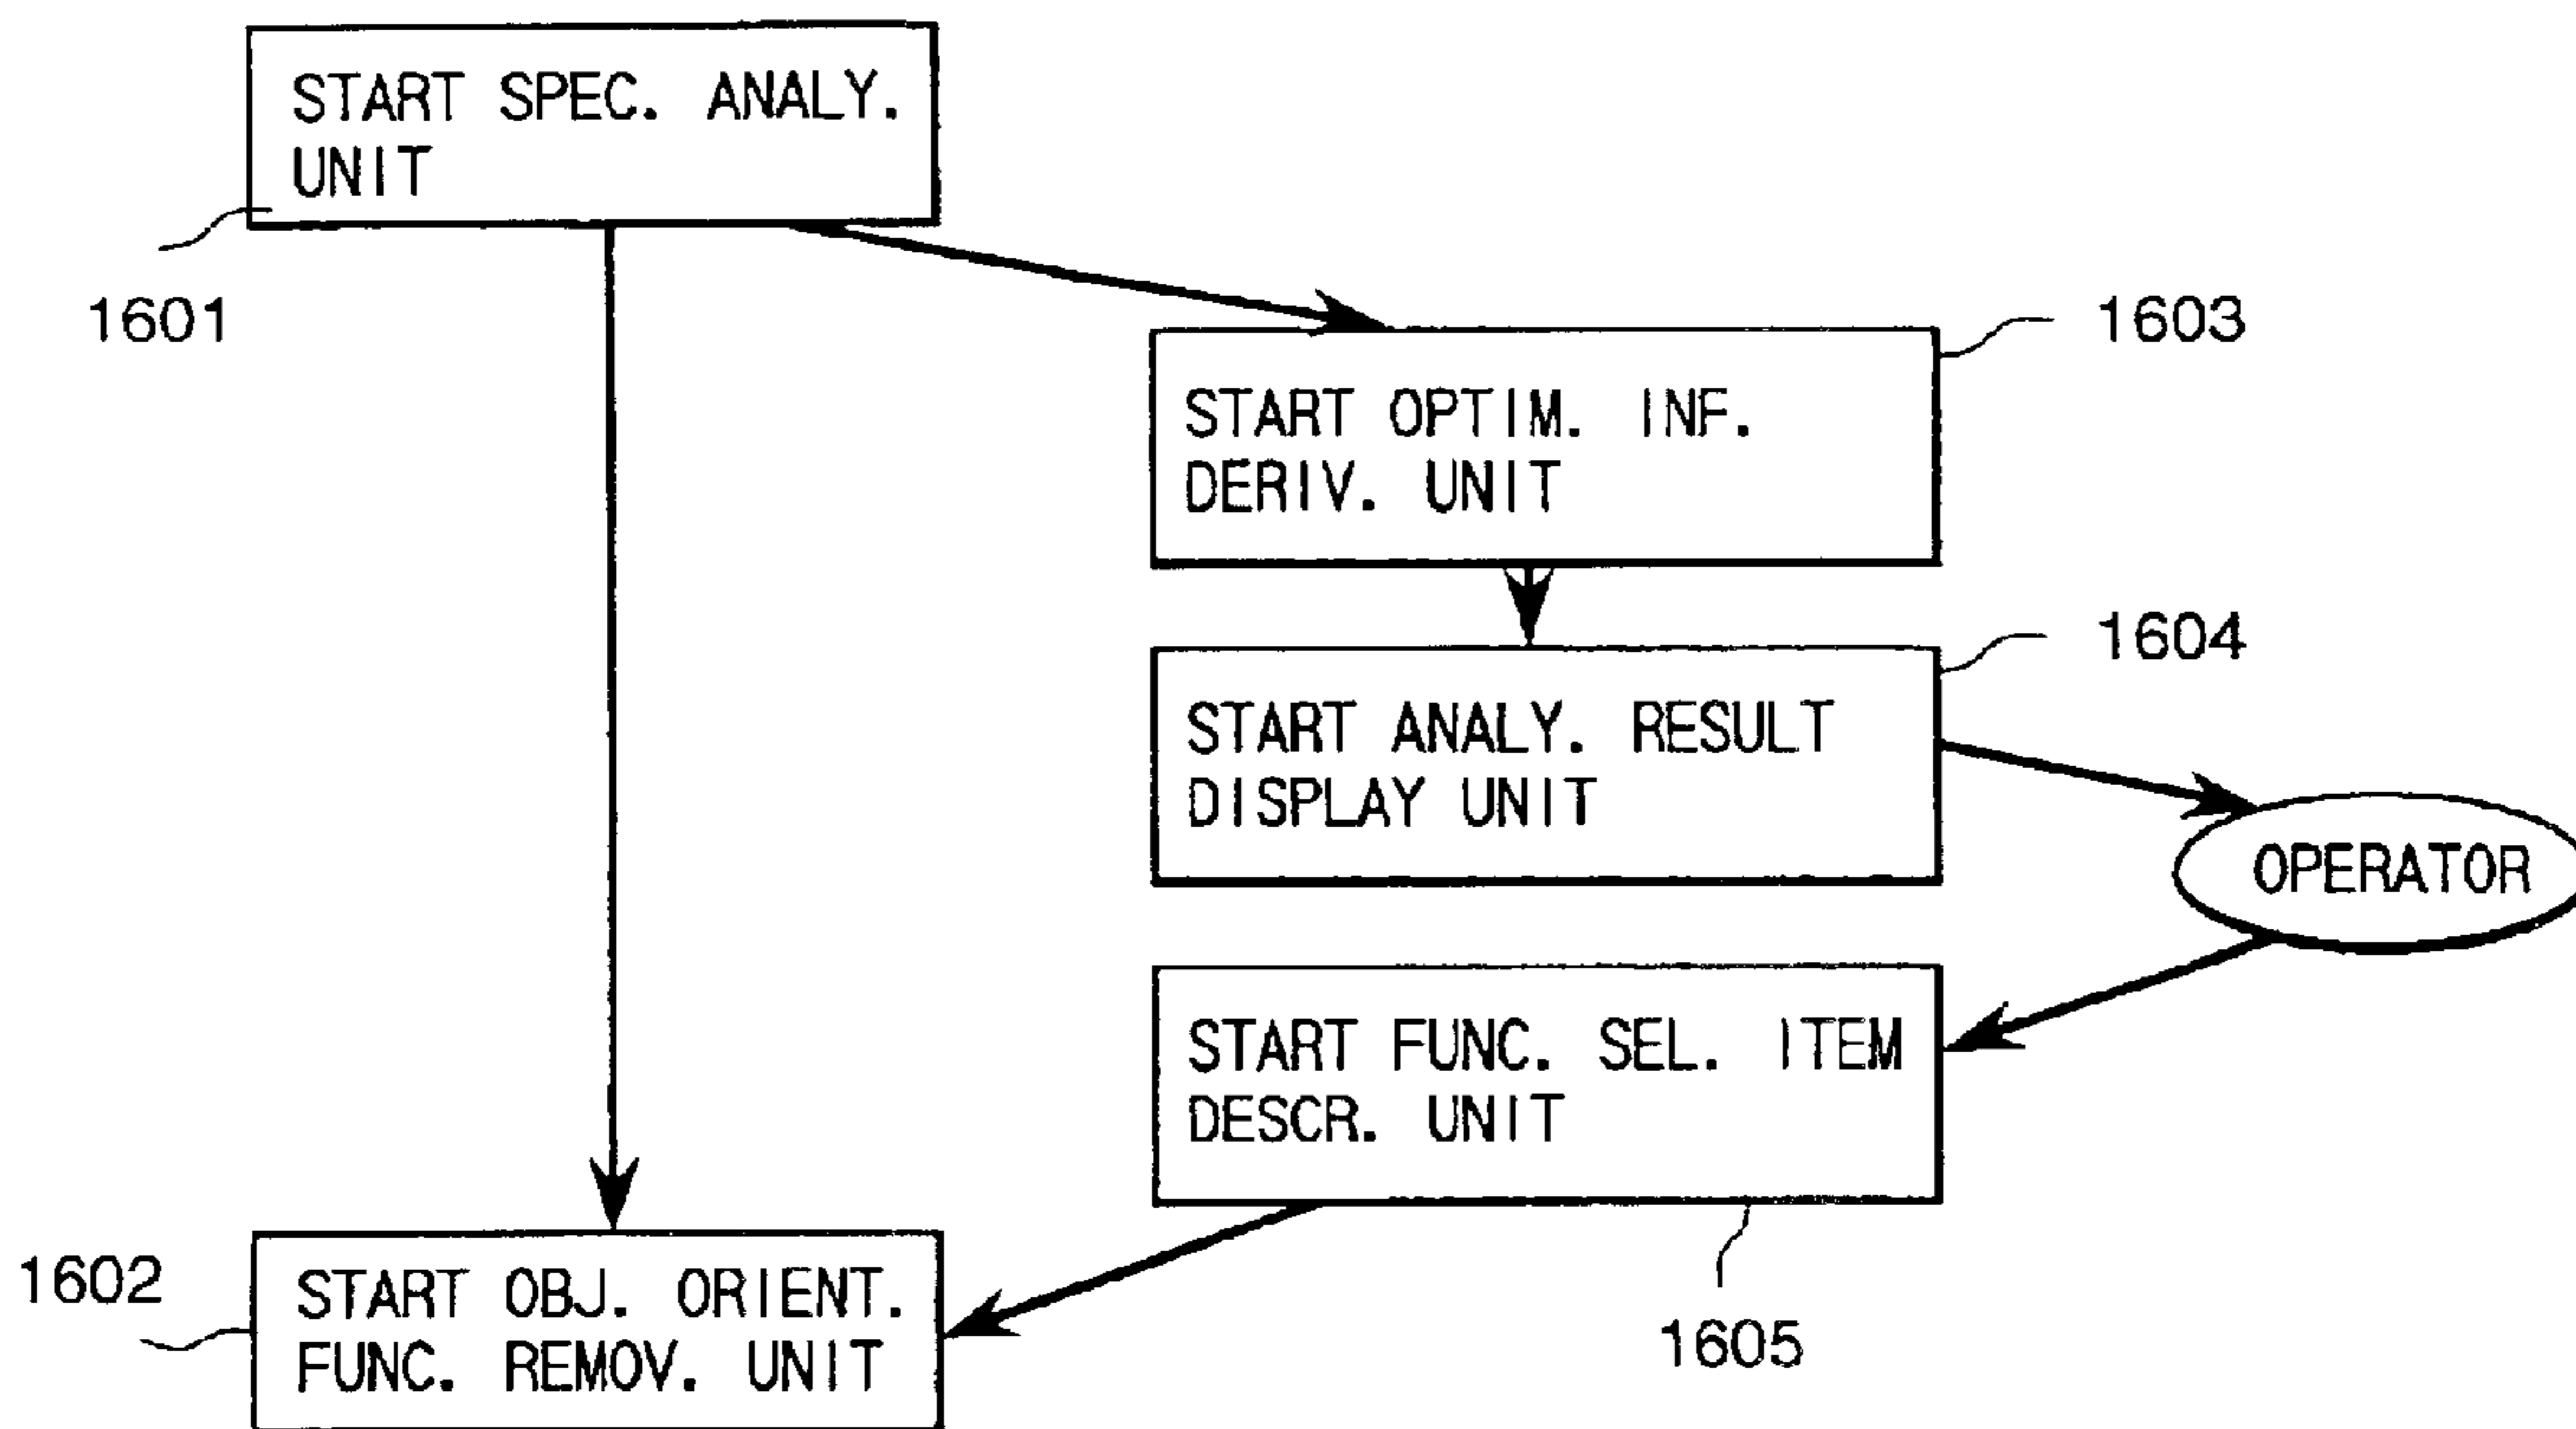 START SPEC. ANALY.
UNIT
1601
1603
START OPTIM. INF.
DERIV. UNIT
1604
START ANALY. RESULT
DISPLAY UNIT
OPERATOR
START FUNC. SEL. ITEM
DESCR. UNIT
1605
1602
START OBJ. ORIENT.
FUNC. REMOV. UNIT